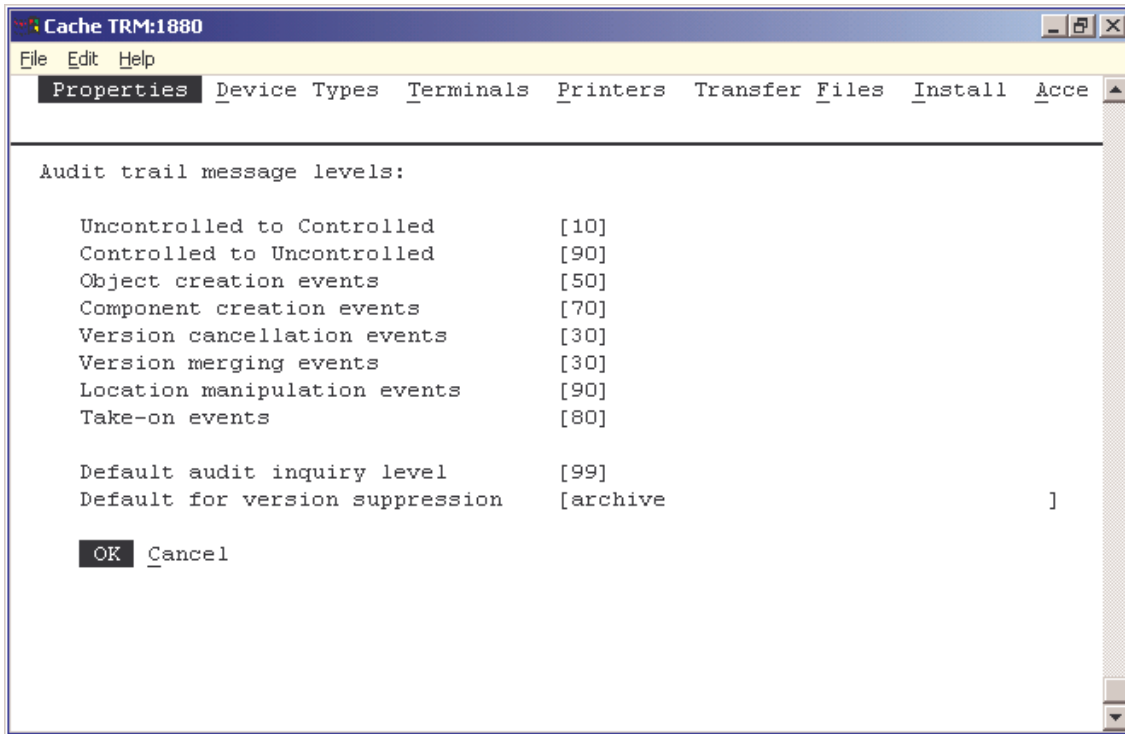 Cache TRM:1880
File Edit Help
Properties Device Types Terminals Printers Transfer Files Install Acce
Audit trail message levels:
Uncontrolled to Controlled [10]
Controlled to Uncontrolled [90]
Object creation events [50]
Component creation events [70]
Version cancellation events [30]
Version merging events [30]
Location manipulation events [90]
Take-on events [80]
Default audit inquiry level [99]
Default for version suppression [archive ]
OK Cancel